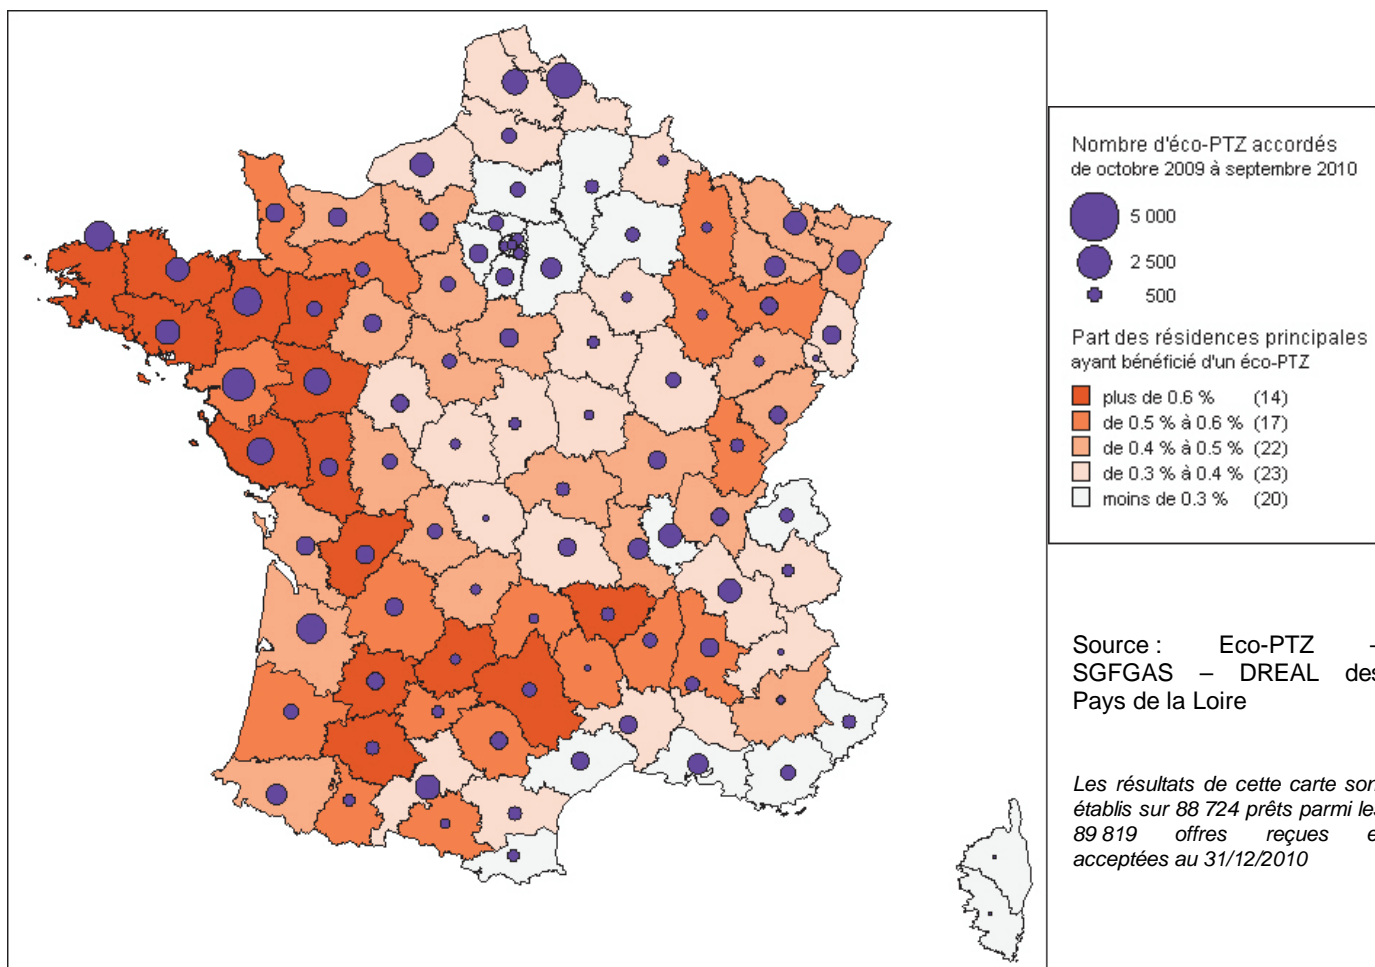 Nombre d'éco-PTZ accordés
de octobre 2009 à septembre 2010
5 000
2 500
500
Part des résidences principales
ayant bénéficié d'un éco-PTZ
plus de 0.6 % (14)
de 0.5 % à 0.6 % (17)
de 0.4 % à 0.5 % (22)
de 0.3 % à 0.4 % (23)
moins de 0.3 % (20)
Source : Eco-PTZ -
SGFGAS – DREAL des
Pays de la Loire
Les résultats de cette carte son
établis sur 88 724 prêts parmi les
89 819 offres reçues e
acceptées au 31/12/2010